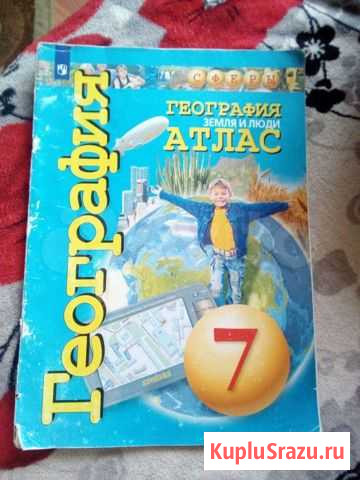 СФЕРЫ
География
ГЕОГРАФИЯ
ЗЕМЛЯ И ЛЮДИ
АТЛАС
7
KupluSrazu.ru